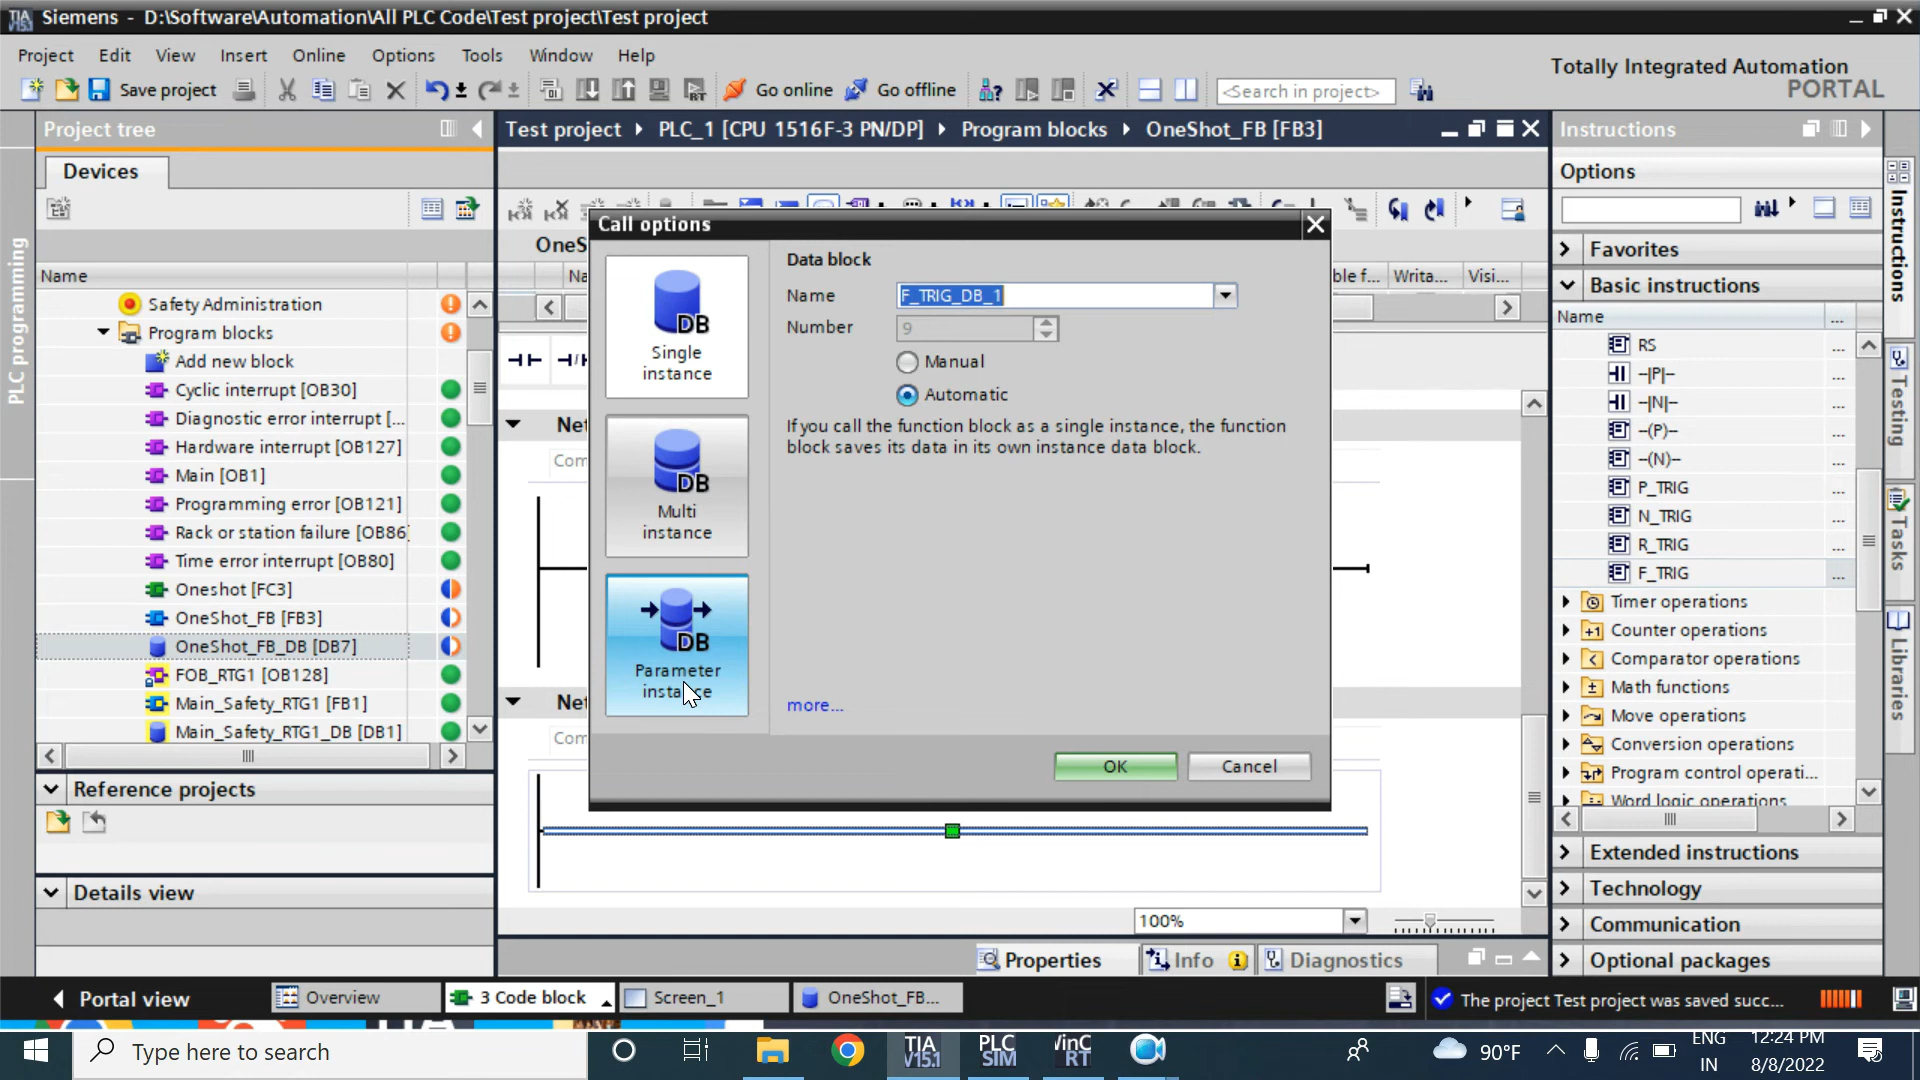 TIA V15.1
Siemens - D:\Software\Automation\All PLC Code\Test project\Test project
Project Edit View Insert Online Options Tools Window Help
Totally Integrated Automation
PORTAL
Save project
RT
Go online
Go offline
<Search in project>
Project tree
Test project PLC_1 [CPU 1516F-3 PN/DP] Program blocks OneShot_FB [FB3]
Instructions
Devices
Options
PLC programming
Name
Safety Administration
Program blocks
Add new block
Cyclic interrupt [OB30]
Diagnostic error interrupt [...
Hardware interrupt [OB127]
Main [OB1]
Programming error [OB121]
Rack or station failure [OB86
Time error interrupt [OB80]
Oneshot [FC3]
OneShot_FB [FB3]
OneShot_FB_DB [DB7]
FOB_RTG1 [OB128]
Main_Safety_RTG1 [FB1]
Main_Safety_RTG1_DB [DB1]
Reference projects
Details view
OneS
Na
ble f... Writa... Visi...
Net
Com
Net
Com
Call options
DB
Single
instance
DB
Multi
instance
DB
Parameter
instance
Data block
Name F_TRIG_DB_1
Number 9
Manual
Automatic
If you call the function block as a single instance, the function
block saves its data in its own instance data block.
more...
OK Cancel
100%
Properties Info Diagnostics
Favorites
Basic instructions
Name ...
RS ...
-|P|- ...
-|N|- ...
-(P)- ...
-(N)- ...
P_TRIG ...
N_TRIG ...
R_TRIG ...
F_TRIG ...
Timer operations
Counter operations
Comparator operations
Math functions
Move operations
Conversion operations
Program control operati...
Word logic operations
Extended instructions
Technology
Communication
Optional packages
Instructions
Testing
Tasks
Libraries
Portal view
Overview
3 Code block
Screen_1
OneShot_FB...
The project Test project was saved succ...
Type here to search
TIA V15.1
PLC SIM
WinC RT
90°F
ENG
IN
12:24 PM
8/8/2022